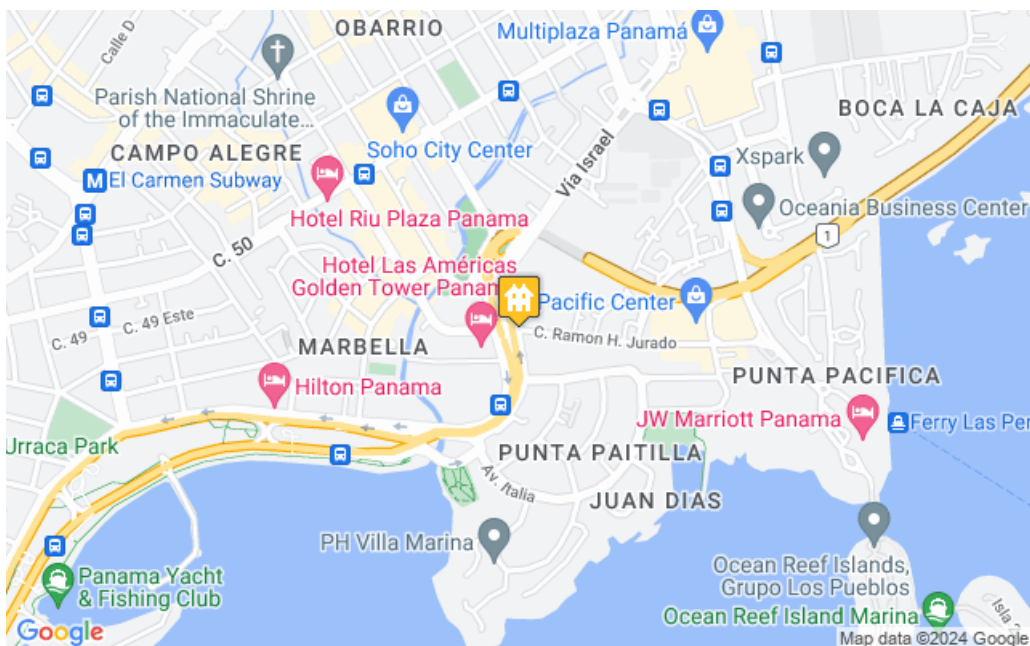 OBARRIO
Calle D
Multiplaza Panamá
Parish National Shrine
of the Immaculate...
BOCA LA CAJA
CAMPO ALEGRE
Soho City Center
Vía Israel
Xspark
M
El Carmen Subway
Oceania Business Center
Hotel Riu Plaza Panama
C. 50
1
Hotel Las Américas
Golden Tower Panam
Pacific Center
C. 49 Este
C. 49
C. Ramon H. Jurado
MARBELLA
PUNTA PACIFICA
Hilton Panama
JW Marriott Panama
Ferry Las Per
Urraca Park
PUNTA PAITILLA
Av. Italia
JUAN DIAS
PH Villa Marina
Ocean Reef Islands,
Grupo Los Pueblos
Panama Yacht
& Fishing Club
Ocean Reef Island Marina
Isla
Google
Map data ©2024 Google